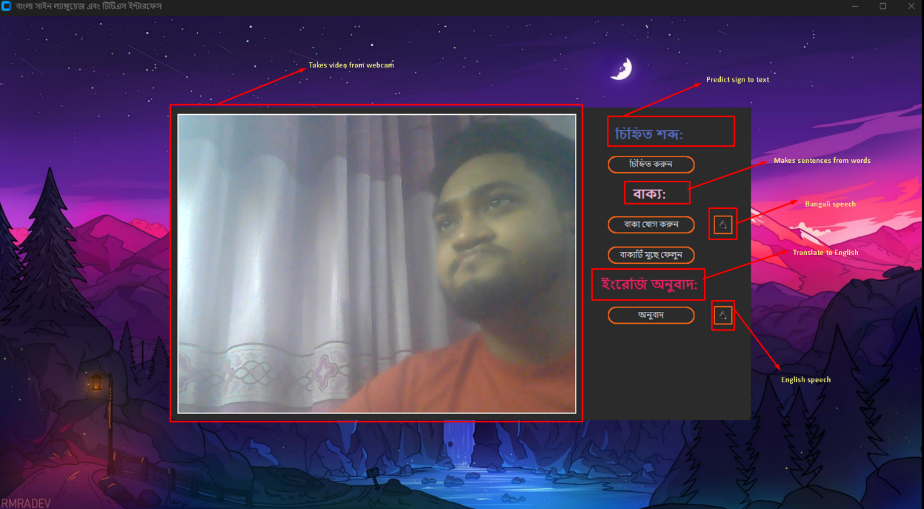 বাংলা সাইন ল্যাঙ্গুয়েজ এবং টিটিএস ইন্টারফেস
Takes video from webcam
Predict sign to text
চিহ্নিত শব্দ:
চিহ্নিত করুন
Makes sentences from words
বাক্য:
Bangali speech
বাক্য যোগ করুন
Translate to English
বাক্যটি মুছে ফেলুন
ইংরেজি অনুবাদ:
অনুবাদ
English speech
RMRADEV